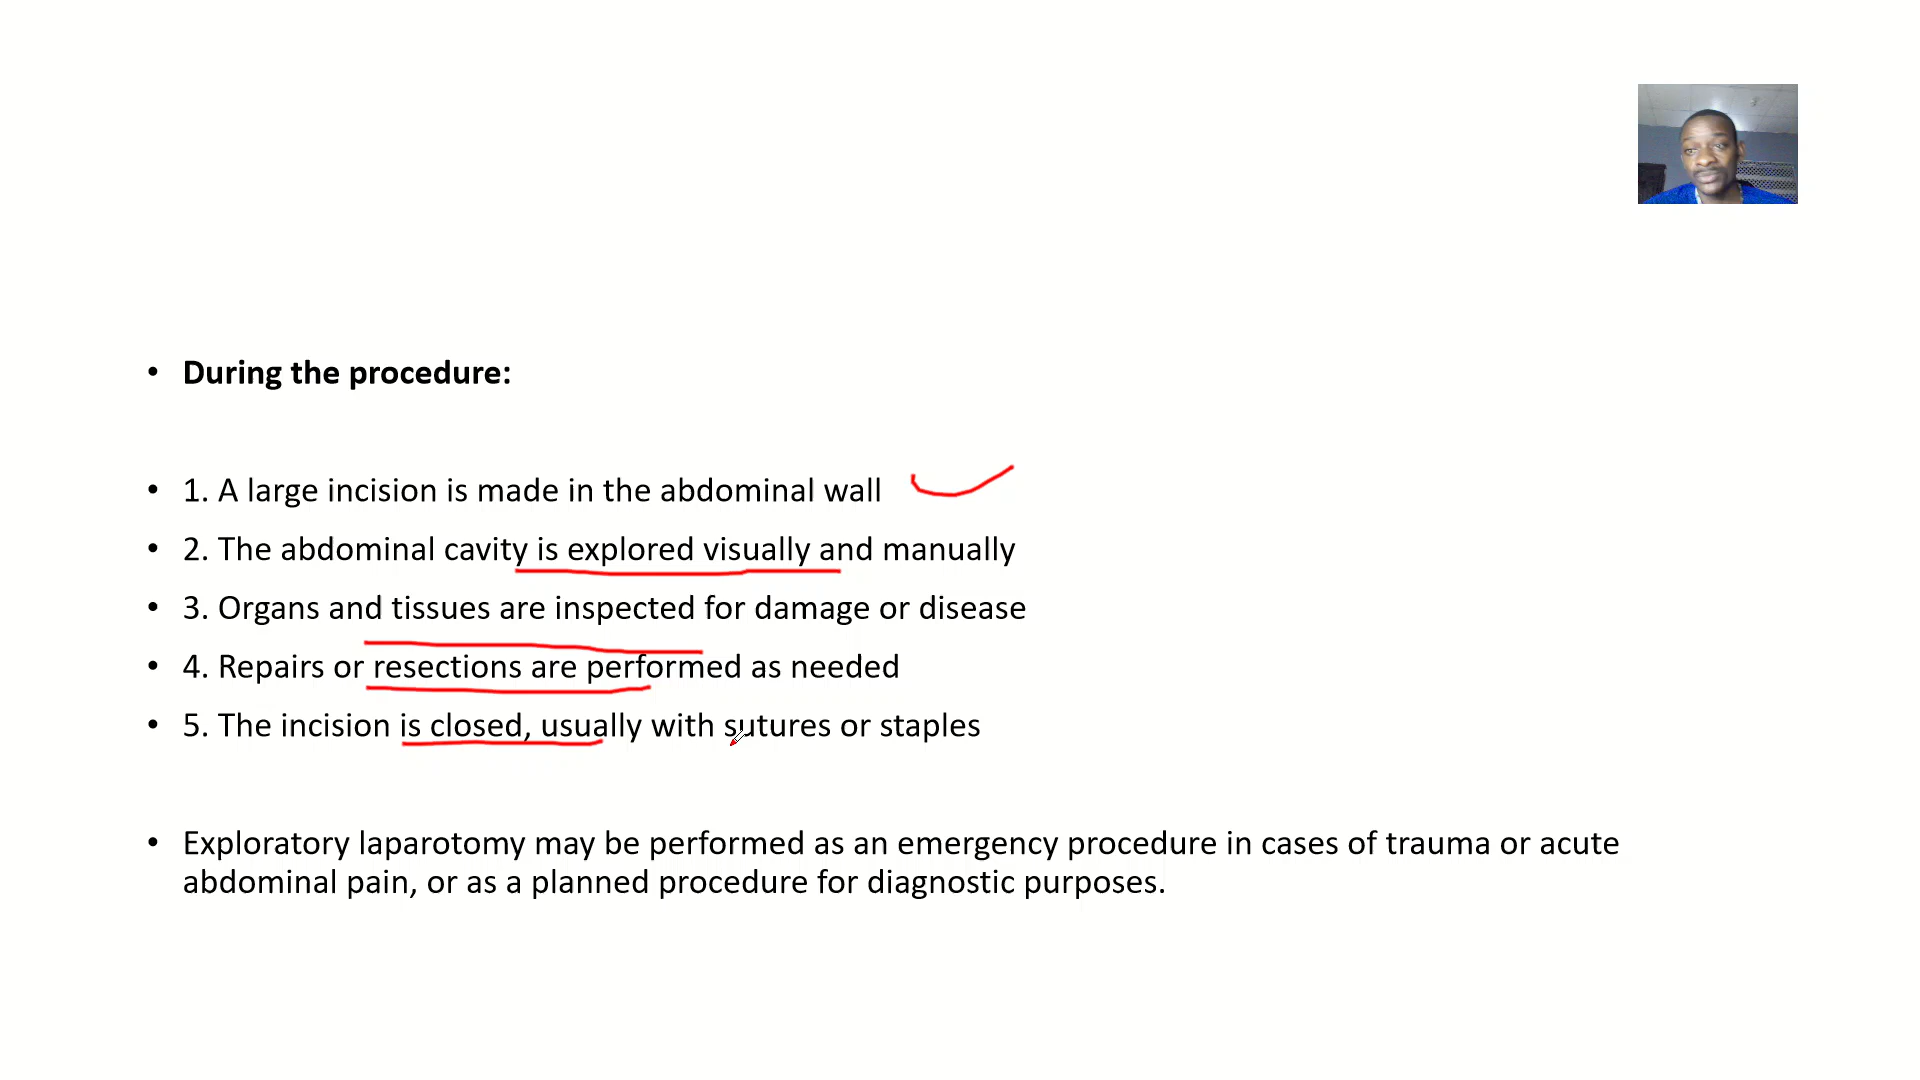 • During the procedure:
• 1. A large incision is made in the abdominal wall
• 2. The abdominal cavity is explored visually and manually
• 3. Organs and tissues are inspected for damage or disease
• 4. Repairs or resections are performed as needed
• 5. The incision is closed, usually with sutures or staples
• Exploratory laparotomy may be performed as an emergency procedure in cases of trauma or acute
abdominal pain, or as a planned procedure for diagnostic purposes.